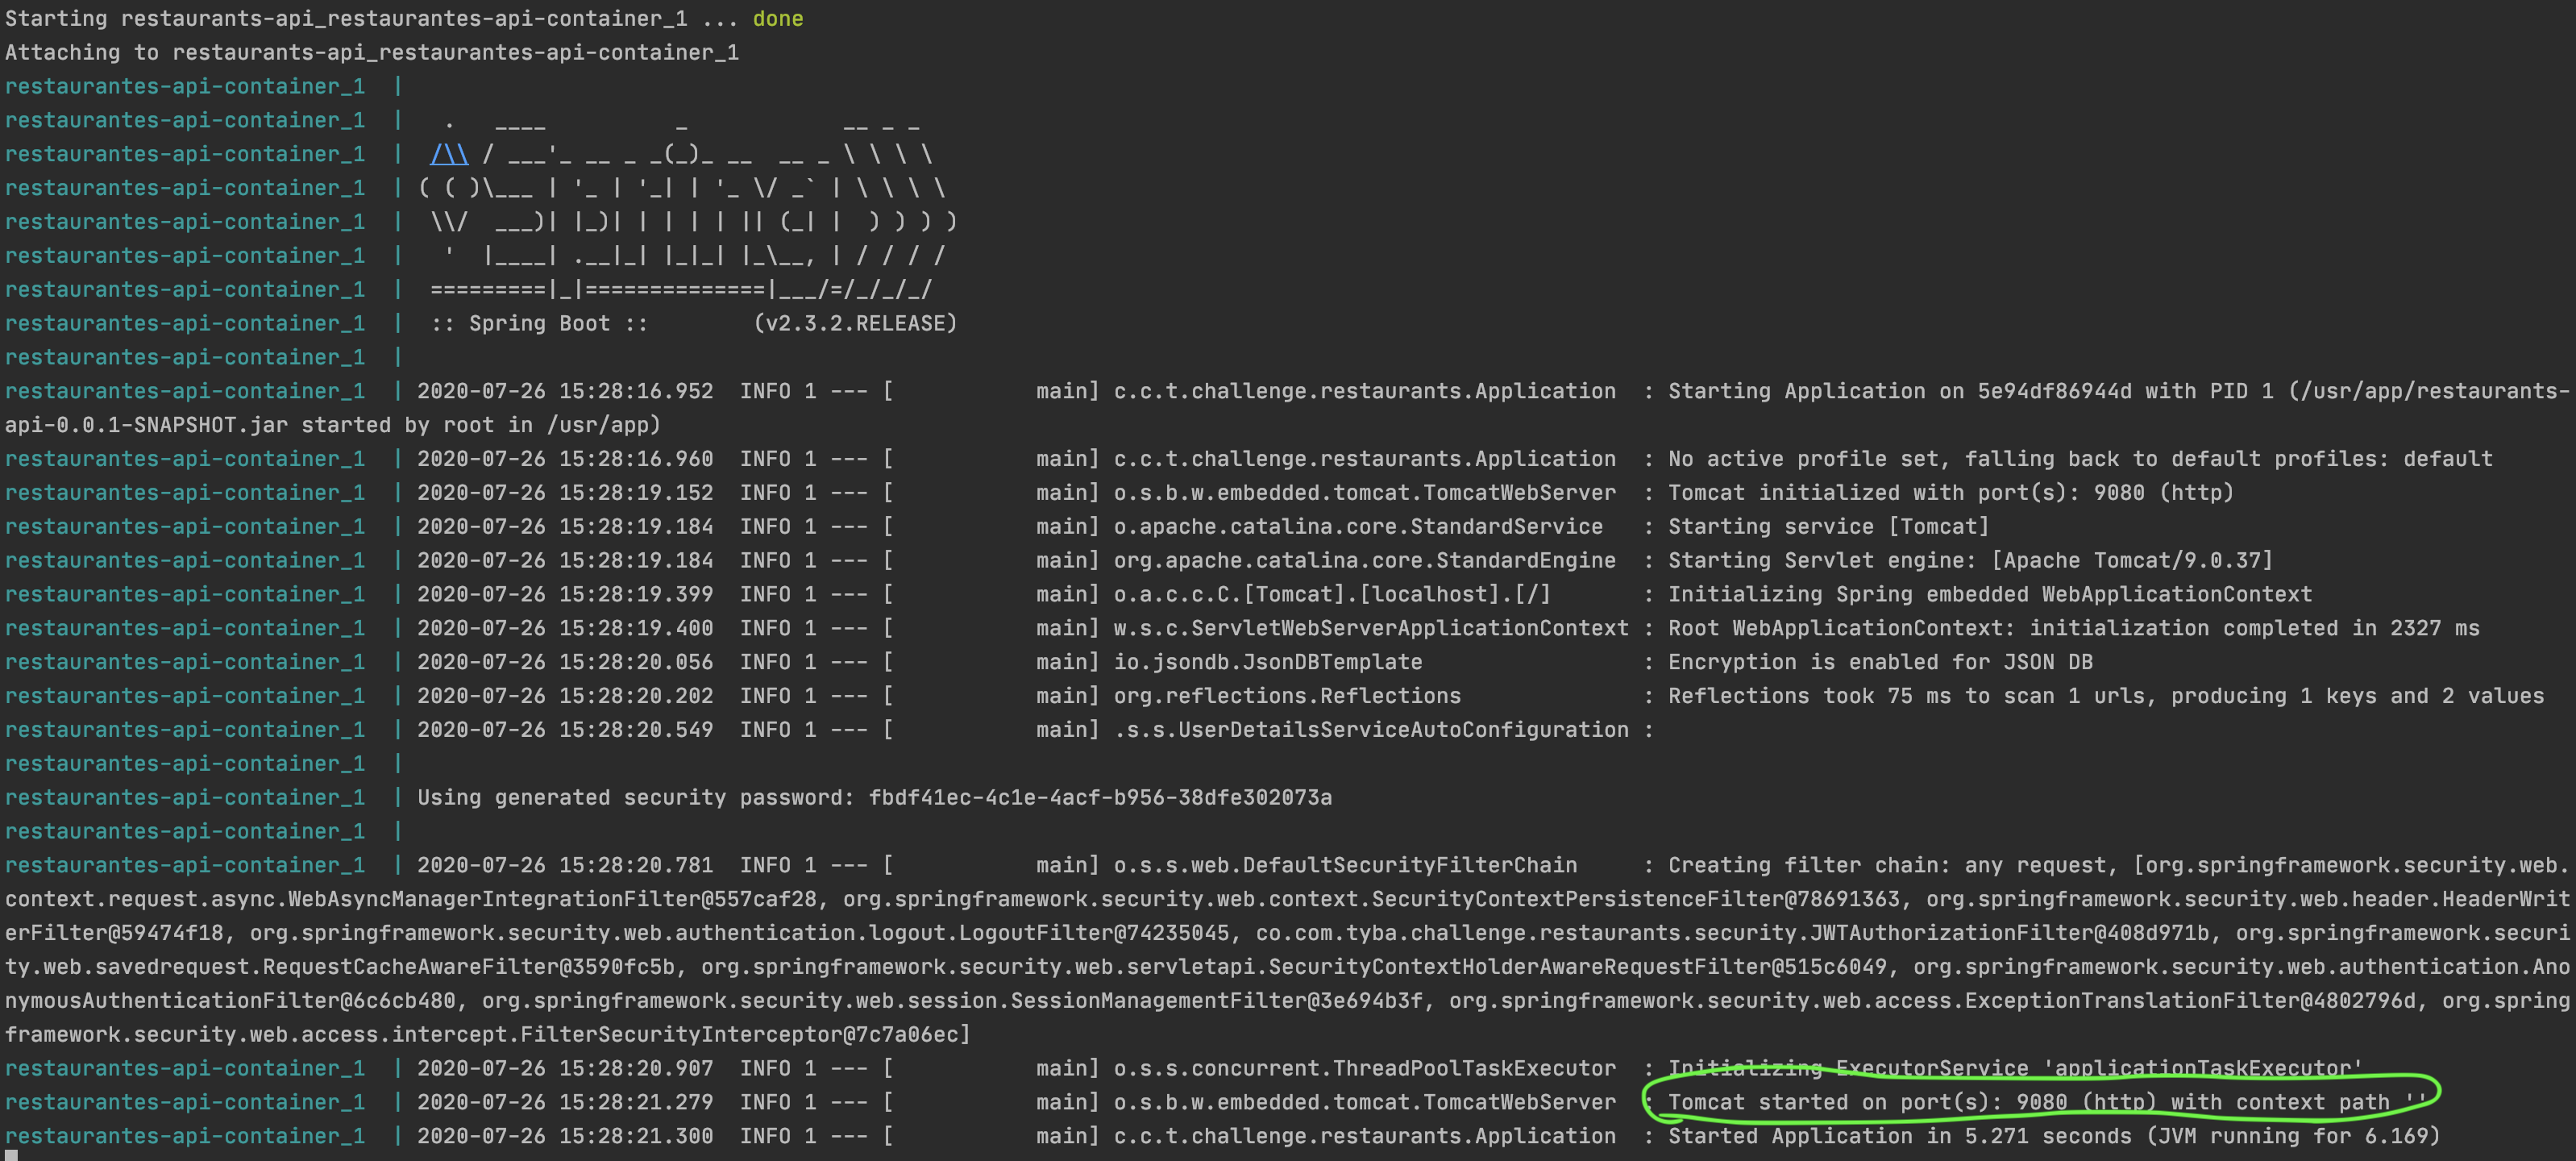 Starting restaurants-api_restaurantes-api-container_1 ... done
Attaching to restaurants-api_restaurantes-api-container_1
restaurantes-api-container_1  |
restaurantes-api-container_1  |   .   ____          _            __ _ _
restaurantes-api-container_1  |  /\\ / ___'_ __ _ _(_)_ __  __ _ \ \ \ \
restaurantes-api-container_1  | ( ( )\___ | '_ | '_| | '_ \/ _` | \ \ \ \
restaurantes-api-container_1  |  \\/  ___)| |_)| | | | | || (_| |  ) ) ) )
restaurantes-api-container_1  |   '  |____| .__|_| |_|_| |_\__, | / / / /
restaurantes-api-container_1  |  =========|_|==============|___/=/_/_/_/
restaurantes-api-container_1  |  :: Spring Boot ::        (v2.3.2.RELEASE)
restaurantes-api-container_1  |
restaurantes-api-container_1  | 2020-07-26 15:28:16.952  INFO 1 --- [           main] c.c.t.challenge.restaurants.Application  : Starting Application on 5e94df86944d with PID 1 (/usr/app/restaurants-
api-0.0.1-SNAPSHOT.jar started by root in /usr/app)
restaurantes-api-container_1  | 2020-07-26 15:28:16.960  INFO 1 --- [           main] c.c.t.challenge.restaurants.Application  : No active profile set, falling back to default profiles: default
restaurantes-api-container_1  | 2020-07-26 15:28:19.152  INFO 1 --- [           main] o.s.b.w.embedded.tomcat.TomcatWebServer  : Tomcat initialized with port(s): 9080 (http)
restaurantes-api-container_1  | 2020-07-26 15:28:19.184  INFO 1 --- [           main] o.apache.catalina.core.StandardService   : Starting service [Tomcat]
restaurantes-api-container_1  | 2020-07-26 15:28:19.184  INFO 1 --- [           main] org.apache.catalina.core.StandardEngine  : Starting Servlet engine: [Apache Tomcat/9.0.37]
restaurantes-api-container_1  | 2020-07-26 15:28:19.399  INFO 1 --- [           main] o.a.c.c.C.[Tomcat].[localhost].[/]       : Initializing Spring embedded WebApplicationContext
restaurantes-api-container_1  | 2020-07-26 15:28:19.400  INFO 1 --- [           main] w.s.c.ServletWebServerApplicationContext : Root WebApplicationContext: initialization completed in 2327 ms
restaurantes-api-container_1  | 2020-07-26 15:28:20.056  INFO 1 --- [           main] io.jsondb.JsonDBTemplate                 : Encryption is enabled for JSON DB
restaurantes-api-container_1  | 2020-07-26 15:28:20.202  INFO 1 --- [           main] org.reflections.Reflections              : Reflections took 75 ms to scan 1 urls, producing 1 keys and 2 values
restaurantes-api-container_1  | 2020-07-26 15:28:20.549  INFO 1 --- [           main] .s.s.UserDetailsServiceAutoConfiguration :
restaurantes-api-container_1  |
restaurantes-api-container_1  | Using generated security password: fbdf41ec-4c1e-4acf-b956-38dfe302073a
restaurantes-api-container_1  |
restaurantes-api-container_1  | 2020-07-26 15:28:20.781  INFO 1 --- [           main] o.s.s.web.DefaultSecurityFilterChain     : Creating filter chain: any request, [org.springframework.security.web.
context.request.async.WebAsyncManagerIntegrationFilter@557caf28, org.springframework.security.web.context.SecurityContextPersistenceFilter@78691363, org.springframework.security.web.header.HeaderWrit
erFilter@59474f18, org.springframework.security.web.authentication.logout.LogoutFilter@74235045, co.com.tyba.challenge.restaurants.security.JWTAuthorizationFilter@408d971b, org.springframework.securi
ty.web.savedrequest.RequestCacheAwareFilter@3590fc5b, org.springframework.security.web.servletapi.SecurityContextHolderAwareRequestFilter@515c6049, org.springframework.security.web.authentication.Ano
nymousAuthenticationFilter@6c6cb480, org.springframework.security.web.session.SessionManagementFilter@3e694b3f, org.springframework.security.web.access.ExceptionTranslationFilter@4802796d, org.spring
framework.security.web.access.intercept.FilterSecurityInterceptor@7c7a06ec]
restaurantes-api-container_1  | 2020-07-26 15:28:20.907  INFO 1 --- [           main] o.s.s.concurrent.ThreadPoolTaskExecutor  : Initializing ExecutorService 'applicationTaskExecutor'
restaurantes-api-container_1  | 2020-07-26 15:28:21.279  INFO 1 --- [           main] o.s.b.w.embedded.tomcat.TomcatWebServer  : Tomcat started on port(s): 9080 (http) with context path ''
restaurantes-api-container_1  | 2020-07-26 15:28:21.300  INFO 1 --- [           main] c.c.t.challenge.restaurants.Application  : Started Application in 5.271 seconds (JVM running for 6.169)